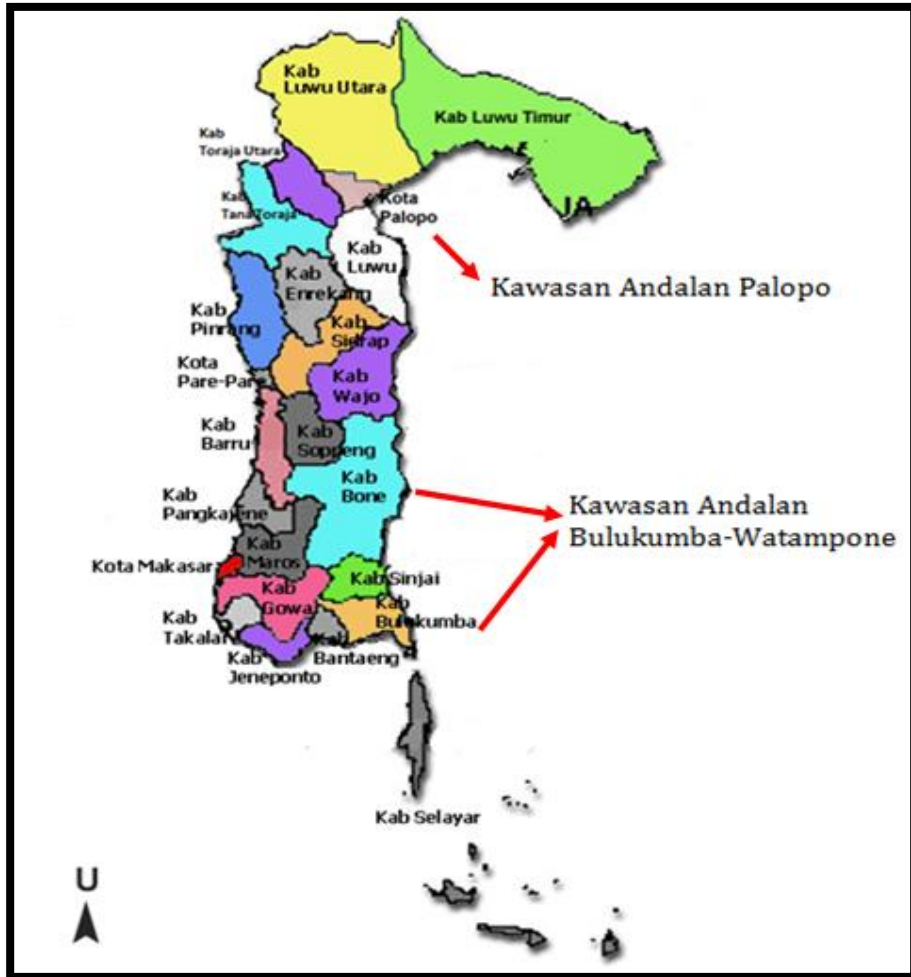 Kab
Luwu Utara
Kab Luwu Timur
Kab
Toraja Utara
JA
Kab
Tana Toraja
Kota
Palopo
Kab
Luwu
Kawasan Andalan Palopo
Kab
Enrekang
Kab
Pinrang
Kab
Sidrap
Kota
Pare-Pare
Kab
Wajo
Kab
Barru
Kab
Soppeng
Kab
Bone
Kab
Pangkajene
Kawasan Andalan
Bulukumba-Watampone
Kab
Maros
Kota Makasar
Kab Sinjai
Kab
Gowa
Kab
Bulukumba
Kab
Takalar
Kab
Bantaeng
Kab
Jeneponto
Kab Selayar
U